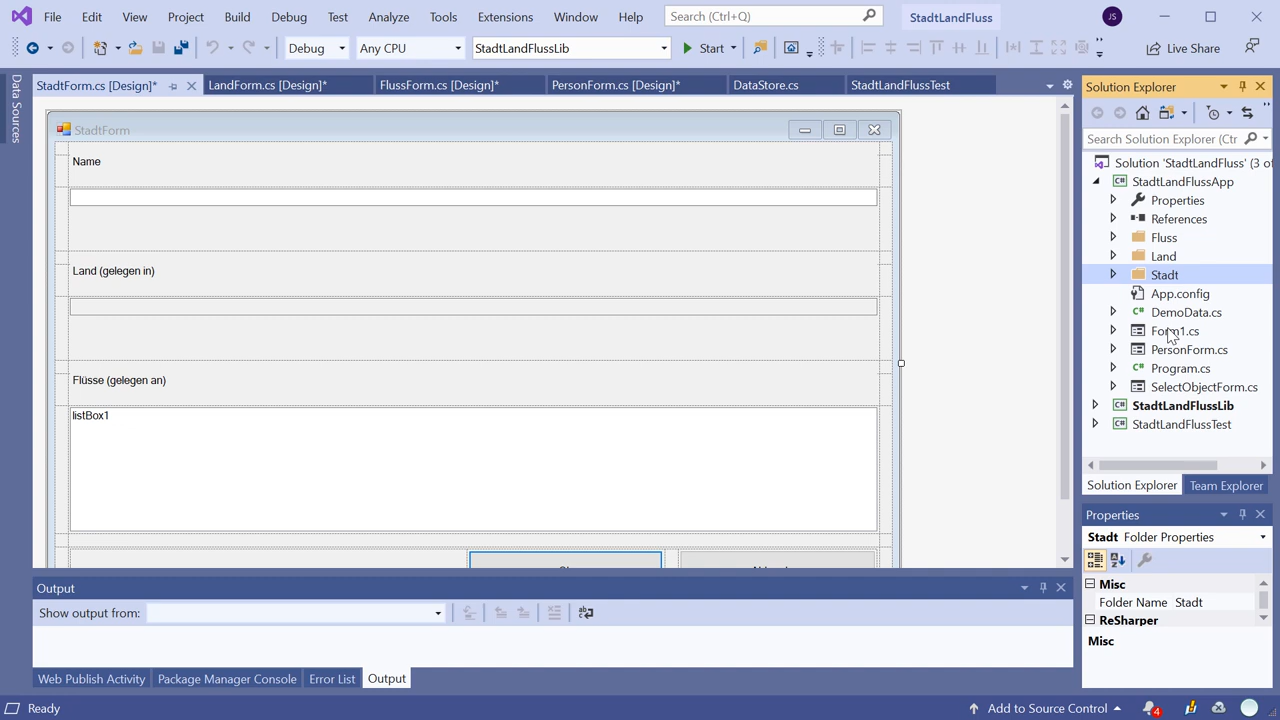 File Edit View Project Build Debug Test Analyze Tools Extensions Window Help Search (Ctrl+Q) StadtLandFluss JS
Debug Any CPU StadtLandFlussLib Start Live Share
Data Sources
StadtForm.cs [Design]* LandForm.cs [Design]* FlussForm.cs [Design]* PersonForm.cs [Design]* DataStore.cs StadtLandFlussTest
StadtForm
Name
Land (gelegen in)
Flüsse (gelegen an)
listBox1
Solution Explorer
Search Solution Explorer (Ctr
Solution 'StadtLandFluss' (3 of
StadtLandFlussApp
Properties
References
Fluss
Land
Stadt
App.config
DemoData.cs
Form1.cs
PersonForm.cs
Program.cs
SelectObjectForm.cs
StadtLandFlussLib
StadtLandFlussTest
Solution Explorer Team Explorer
Properties
Stadt Folder Properties
Misc
Folder Name Stadt
ReSharper
Misc
Output
Show output from:
Web Publish Activity Package Manager Console Error List Output
Ready Add to Source Control 4